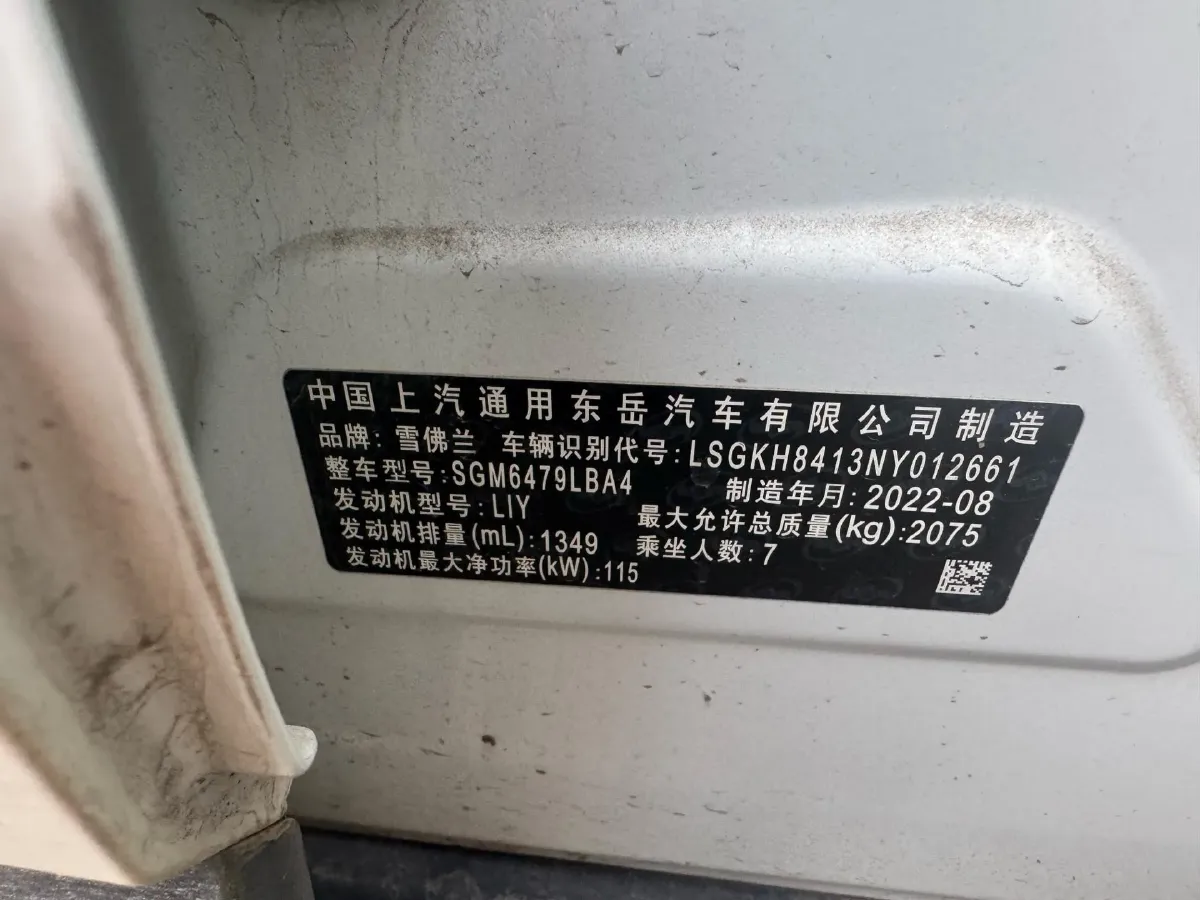 中国上汽通用东岳汽车有限公司制造
品牌: 雪佛兰 车辆识别代号: LSGKH8413NY012661
整车型号: SGM6479LBA4 制造年月: 2022-08
发动机型号: LIY 最大允许总质量(kg): 2075
发动机排量(mL): 1349 乘坐人数: 7
发动机最大净功率(kW): 115